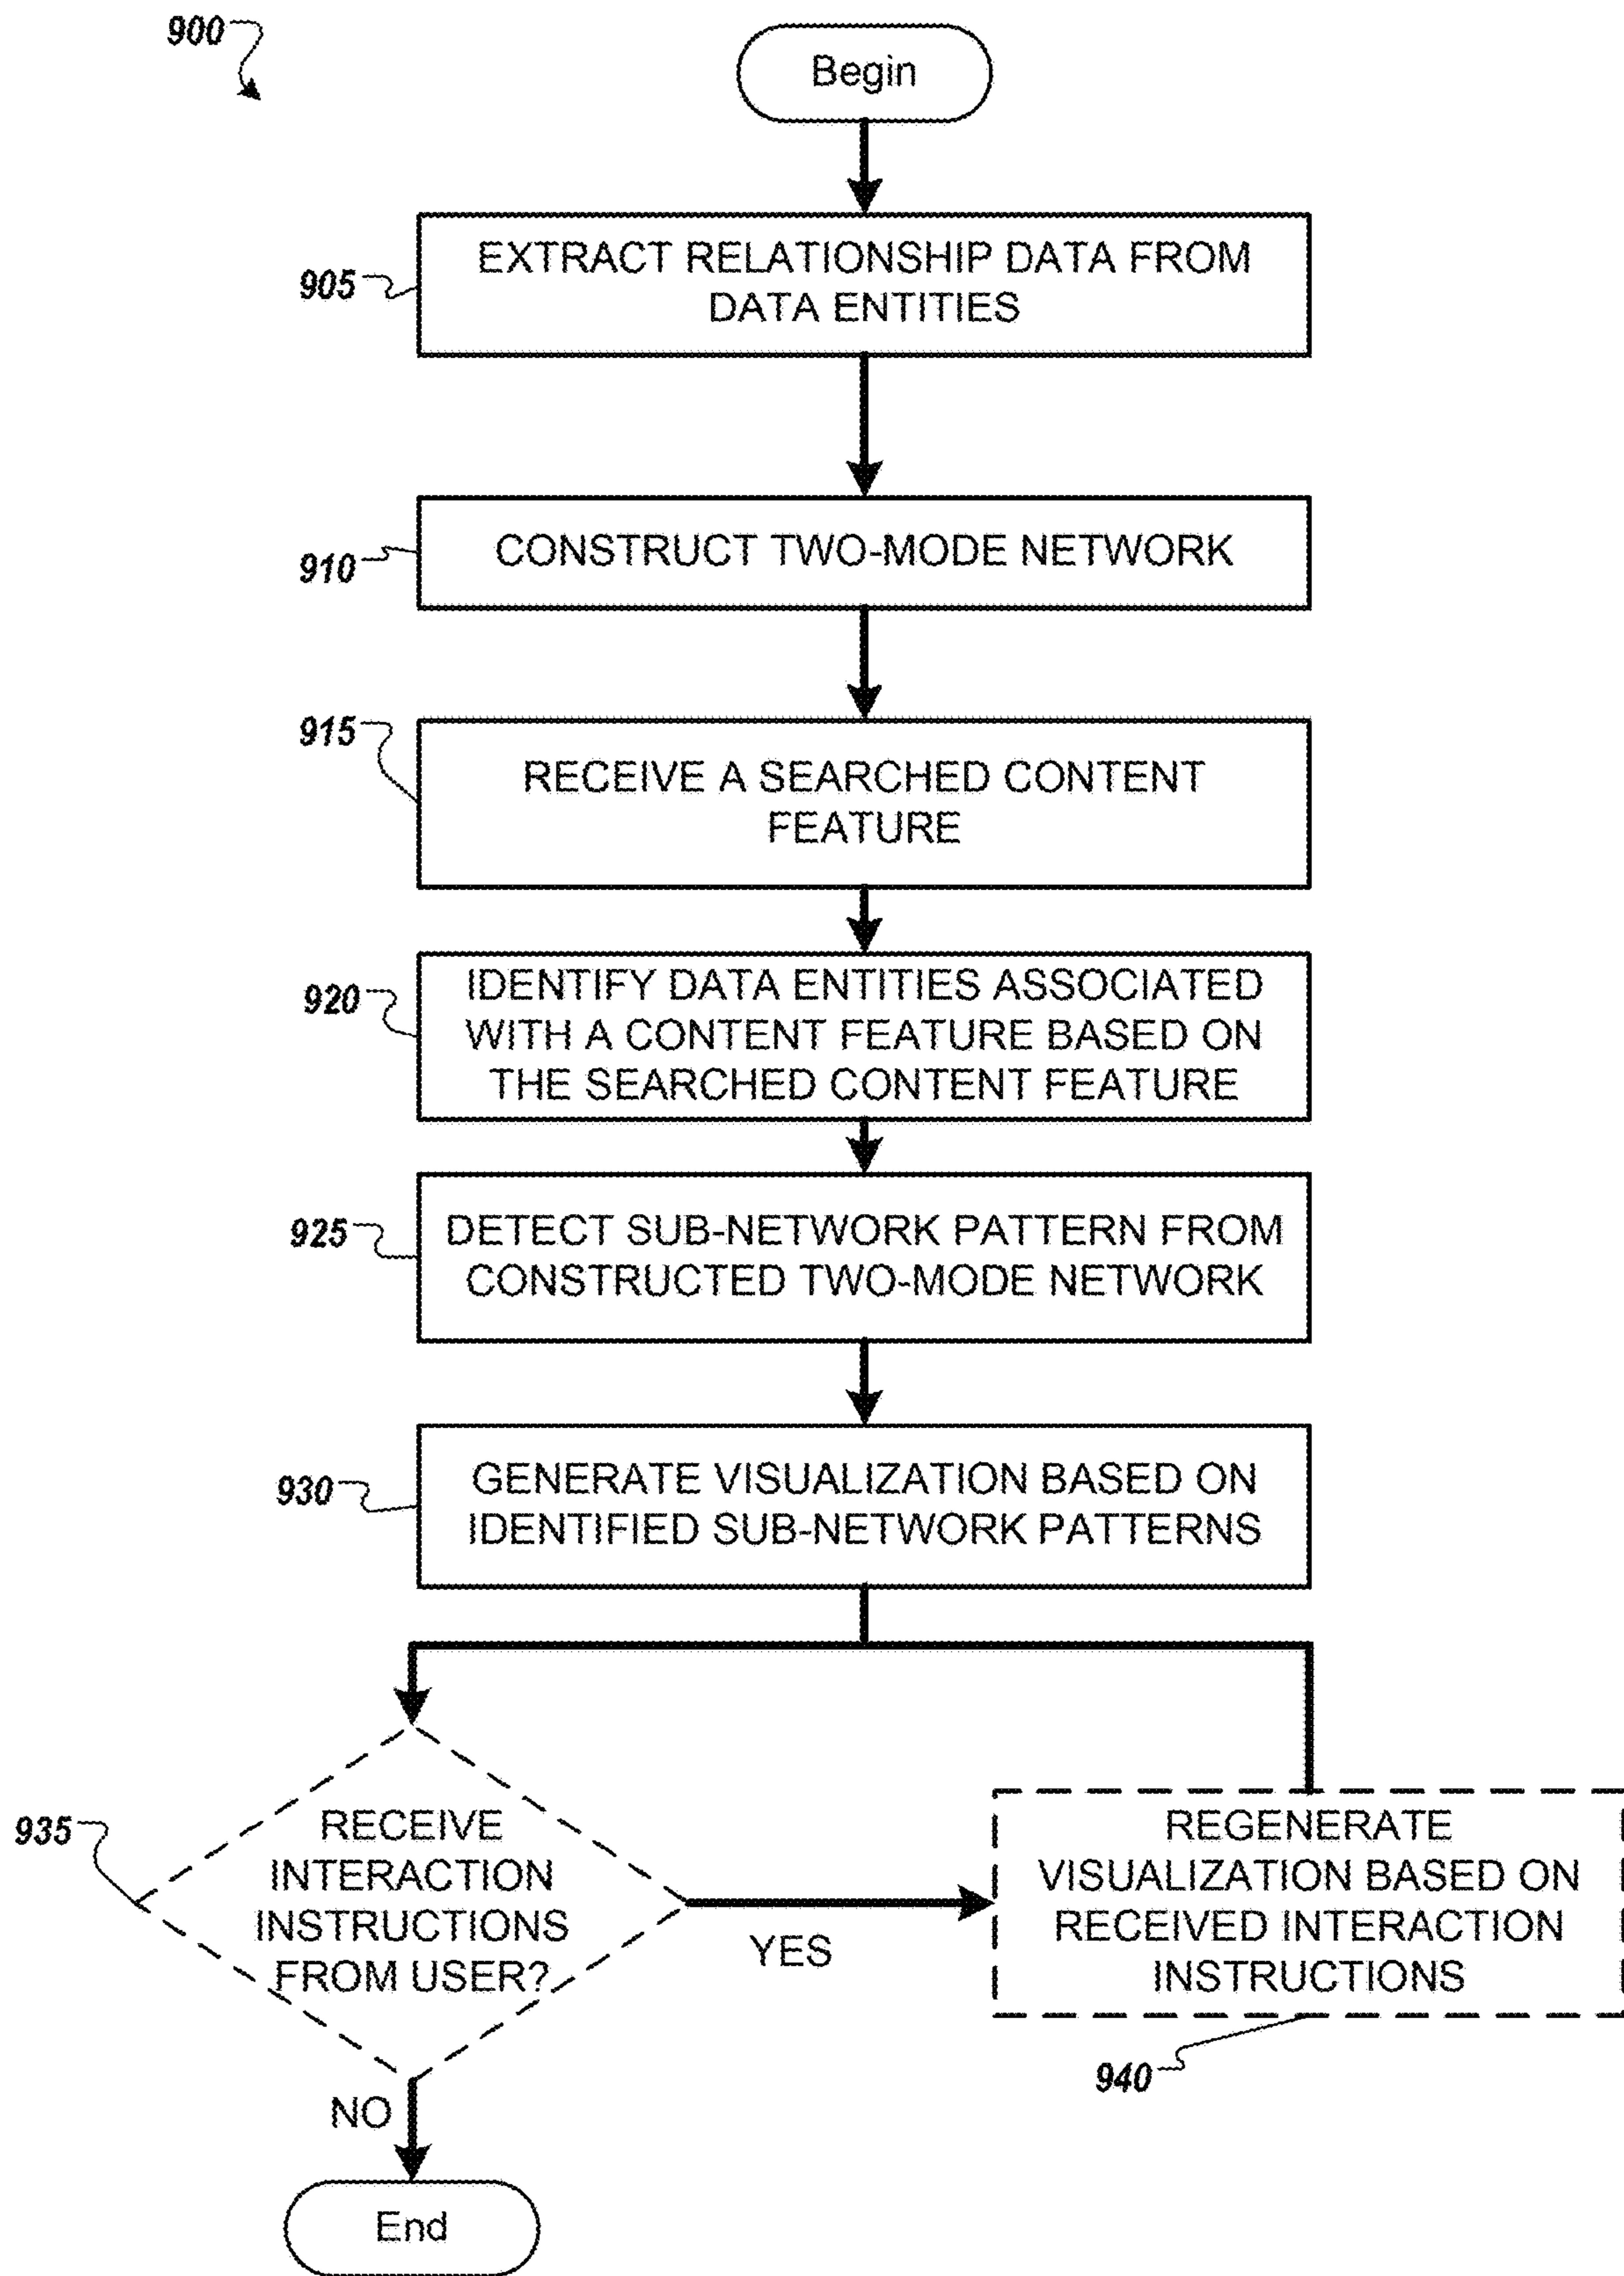 900
Begin
905
EXTRACT RELATIONSHIP DATA FROM
DATA ENTITIES
910
CONSTRUCT TWO-MODE NETWORK
915
RECEIVE A SEARCHED CONTENT
FEATURE
920
IDENTIFY DATA ENTITIES ASSOCIATED
WITH A CONTENT FEATURE BASED ON
THE SEARCHED CONTENT FEATURE
925
DETECT SUB-NETWORK PATTERN FROM
CONSTRUCTED TWO-MODE NETWORK
930
GENERATE VISUALIZATION BASED ON
IDENTIFIED SUB-NETWORK PATTERNS
935
RECEIVE
INTERACTION
INSTRUCTIONS
FROM USER?
YES
REGENERATE
VISUALIZATION BASED ON
RECEIVED INTERACTION
INSTRUCTIONS
940
NO
End